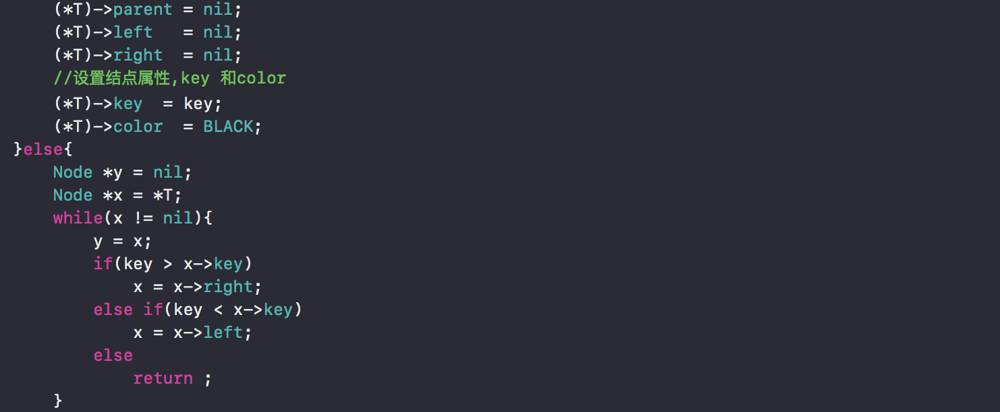 (*T)->parent = nil;
(*T)->left   = nil;
(*T)->right  = nil;
//设置结点属性,key 和color
(*T)->key  = key;
(*T)->color  = BLACK;
}else{
Node *y = nil;
Node *x = *T;
while(x != nil){
y = x;
if(key > x->key)
x = x->right;
else if(key < x->key)
x = x->left;
else
return ;
}